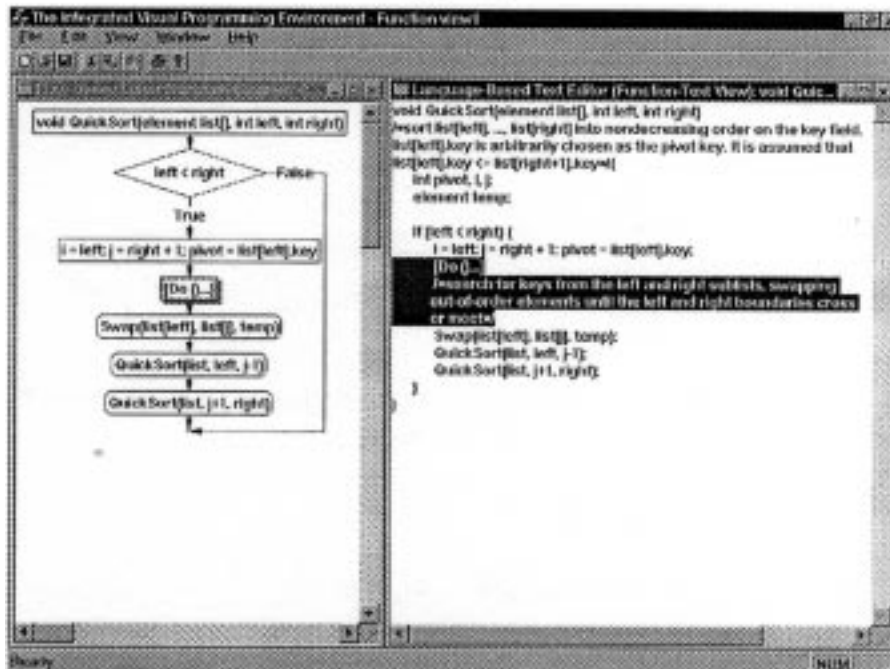 The Integrated Visual Programming Environment - Function view1
File Edit View Window Help
void QuickSort(element list[], int left, int right)
left < right
False
True
i = left; j = right + 1; pivot = list[left].key
[Do ()...]
Swap(list[left], list[j], temp)
QuickSort(list, left, j-1)
QuickSort(list, j+1, right)
Language-Based Text Editor (Function-Text View): void Quic...
void QuickSort(element list[], int left, int right)
/*sort list[left], ..., list[right] into nondecreasing order on the key field.
list[left].key is arbitrarily chosen as the pivot key. It is assumed that
list[left].key <= list[right+1].key*/{
int pivot, i, j;
element temp;
if (left < right) {
i = left; j = right + 1; pivot = list[left].key;
[Do ()...]
/*search for keys from the left and right sublists, swapping
out-of-order elements until the left and right boundaries cross
or most*/
Swap(list[left], list[j], temp);
QuickSort(list, left, j-1);
QuickSort(list, j+1, right);
}
}
Ready
NUM